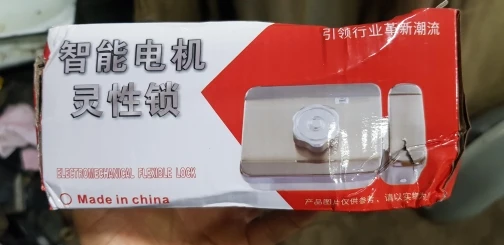 引领行业革新潮流
智能电机
灵性锁
ELECTROMECHANICAL FLEXIBLE LOCK
Made in china
产品图片仅供参考，请以实物为